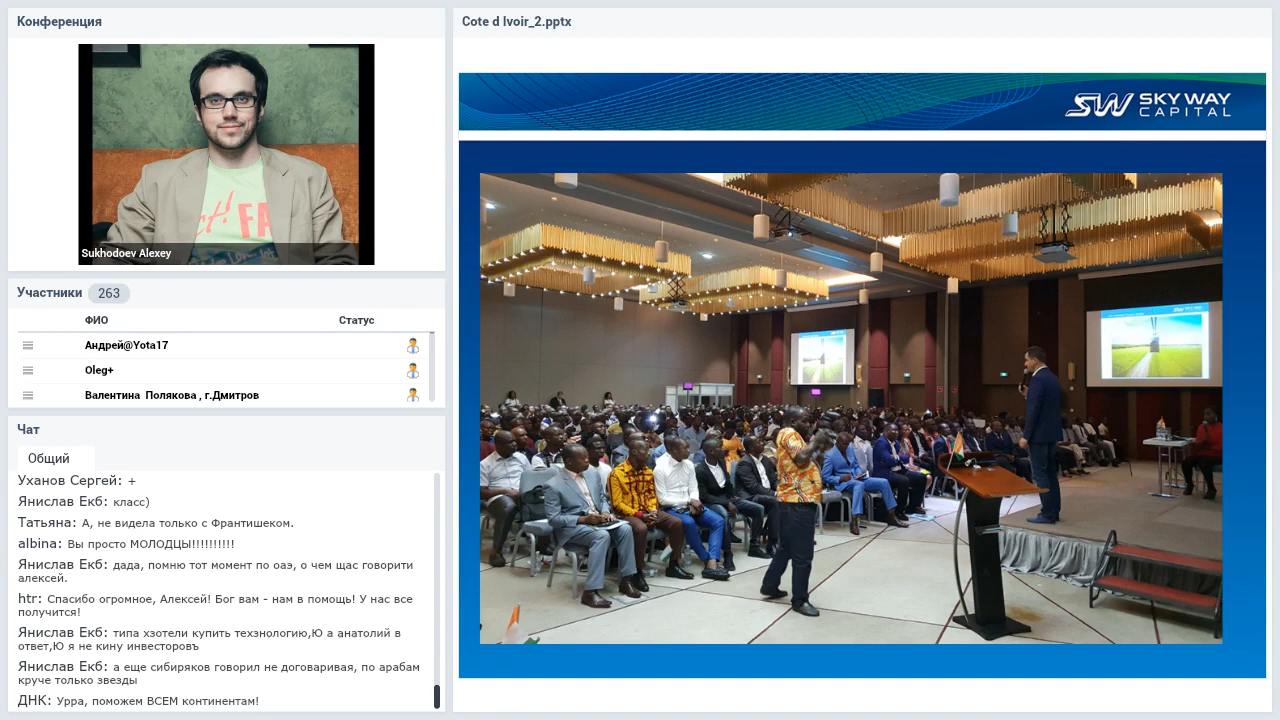 Конференция
Sukhodoev Alexey
Участники 263
ФИО Статус
Андрей@Yota17
Oleg+
Валентина Полякова , г.Дмитров
Чат
Общий
Уханов Сергей: +
Янислав Екб: класс)
Татьяна: А, не видела только с Франтишеком.
albina: Вы просто МОЛОДЦЫ!!!!!!!!!!
Янислав Екб: дада, помню тот момент по оаэ, о чем щас говорити
алексей.
htr: Спасибо огромное, Алексей! Бог вам - нам в помощь! У нас все
получится!
Янислав Екб: типа хзотели купить техзнологию,Ю а анатолий в
ответ,Ю я не кину инвесторовъ
Янислав Екб: а еще сибиряков говорил не договаривая, по арабам
круче только звезды
ДНК: Урра, поможем ВСЕМ континентам!
Cote d Ivoir_2.pptx
SW SKY WAY
CAPITAL